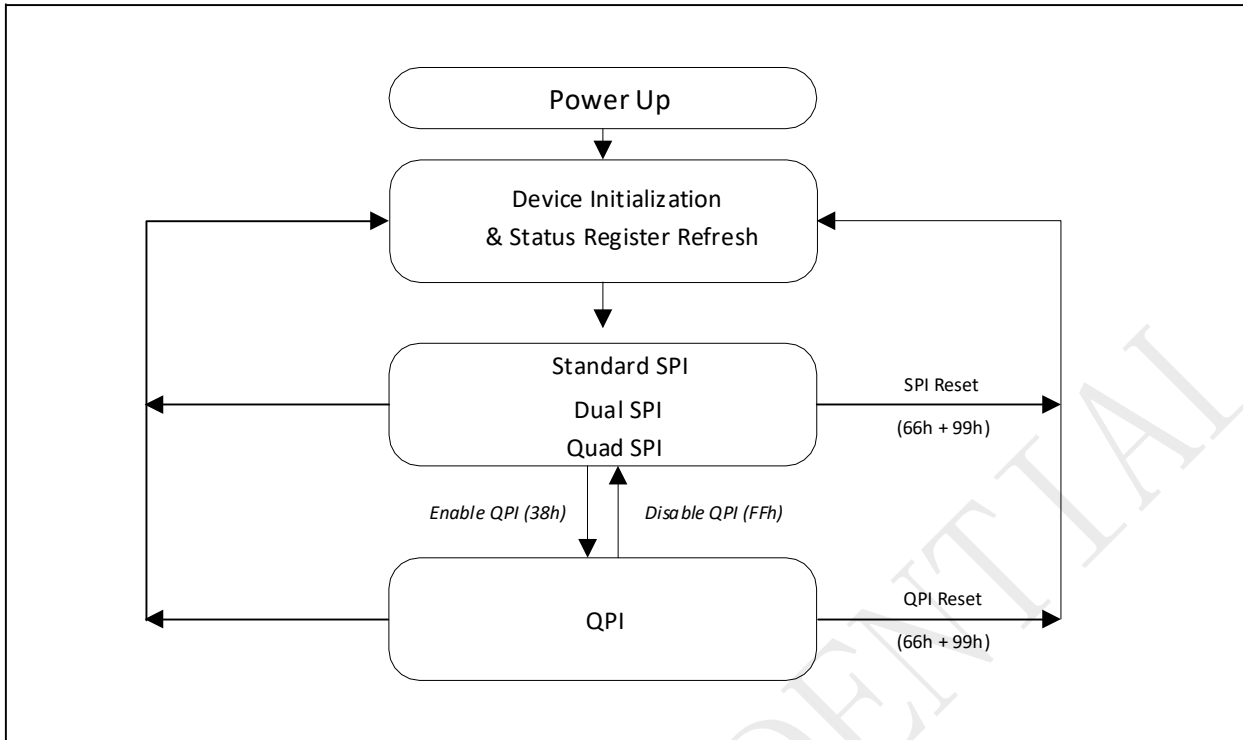 Power Up
Device Initialization
& Status Register Refresh
Standard SPI
Dual SPI
Quad SPI
SPI Reset
(66h + 99h)
Enable QPI (38h)
Disable QPI (FFh)
QPI
QPI Reset
(66h + 99h)
DENTIAL